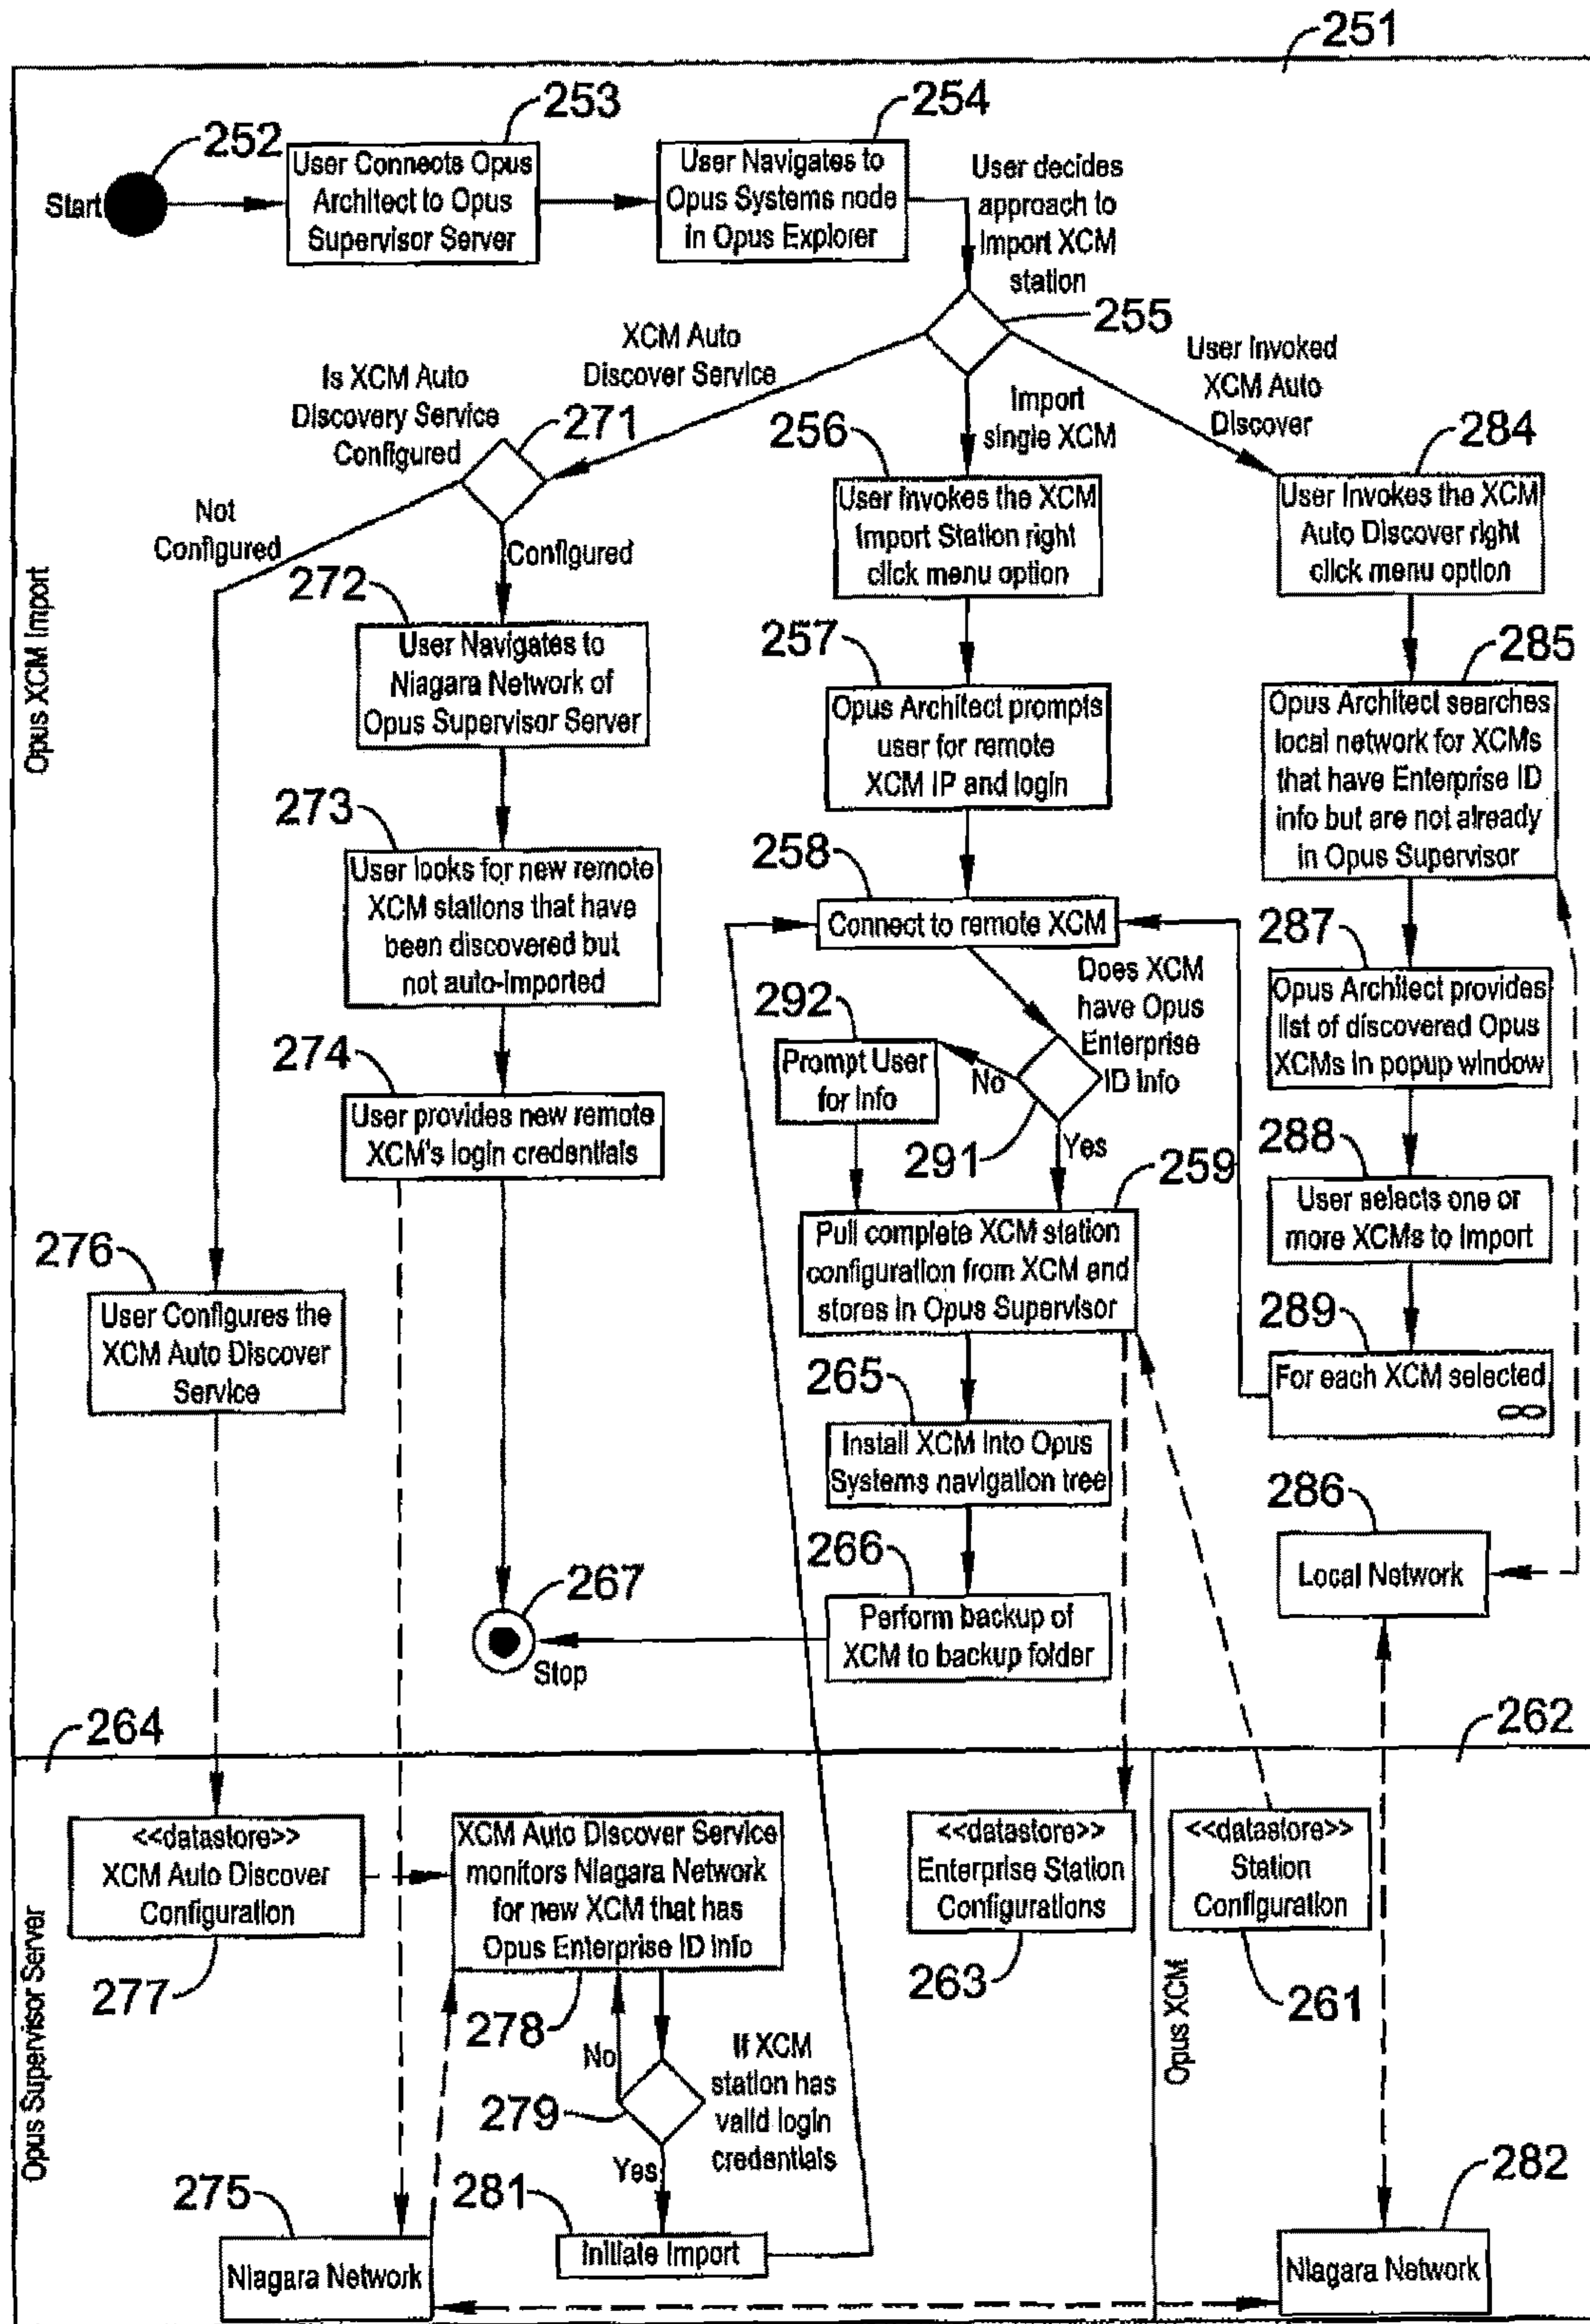 251
252
253
254
Start
User Connects Opus
Architect to Opus
Supervisor Server
User Navigates to
Opus Systems node
in Opus Explorer
User decides
approach to
Import XCM
station
255
XCM Auto
Discover Service
Import
single XCM
User Invoked
XCM Auto
Discover
Is XCM Auto
Discovery Service
Configured
271
Not
Configured
Configured
Opus XCM Import
272
User Navigates to
Niagara Network of
Opus Supervisor Server
273
User looks for new remote
XCM stations that have
been discovered but
not auto-imported
274
User provides new remote
XCM's login credentials
276
User Configures the
XCM Auto Discover
Service
256
User Invokes the XCM
Import Station right
click menu option
257
Opus Architect prompts
user for remote
XCM IP and login
258
Connect to remote XCM
Does XCM
have Opus
Enterprise
ID Info
292
Prompt User
for Info
No
291
Yes
259
Pull complete XCM station
configuration from XCM and
stores in Opus Supervisor
265
Install XCM Into Opus
Systems navigation tree
266
Perform backup of
XCM to backup folder
267
Stop
284
User Invokes the XCM
Auto Discover right
click menu option
285
Opus Architect searches
local network for XCMs
that have Enterprise ID
info but are not already
in Opus Supervisor
287
Opus Architect provides
list of discovered Opus
XCMs in popup window
288
User selects one or
more XCMs to Import
289
For each XCM selected
∞
286
Local Network
264
262
Opus Supervisor Server
<<datastore>>
XCM Auto Discover
Configuration
277
XCM Auto Discover Service
monitors Niagara Network
for new XCM that has
Opus Enterprise ID Info
278
No
279
If XCM
station has
valid login
credentials
Yes
281
Initiate Import
275
Niagara Network
<<datastore>>
Enterprise Station
Configurations
263
Opus XCM
<<datastore>>
Station
Configuration
261
282
Niagara Network